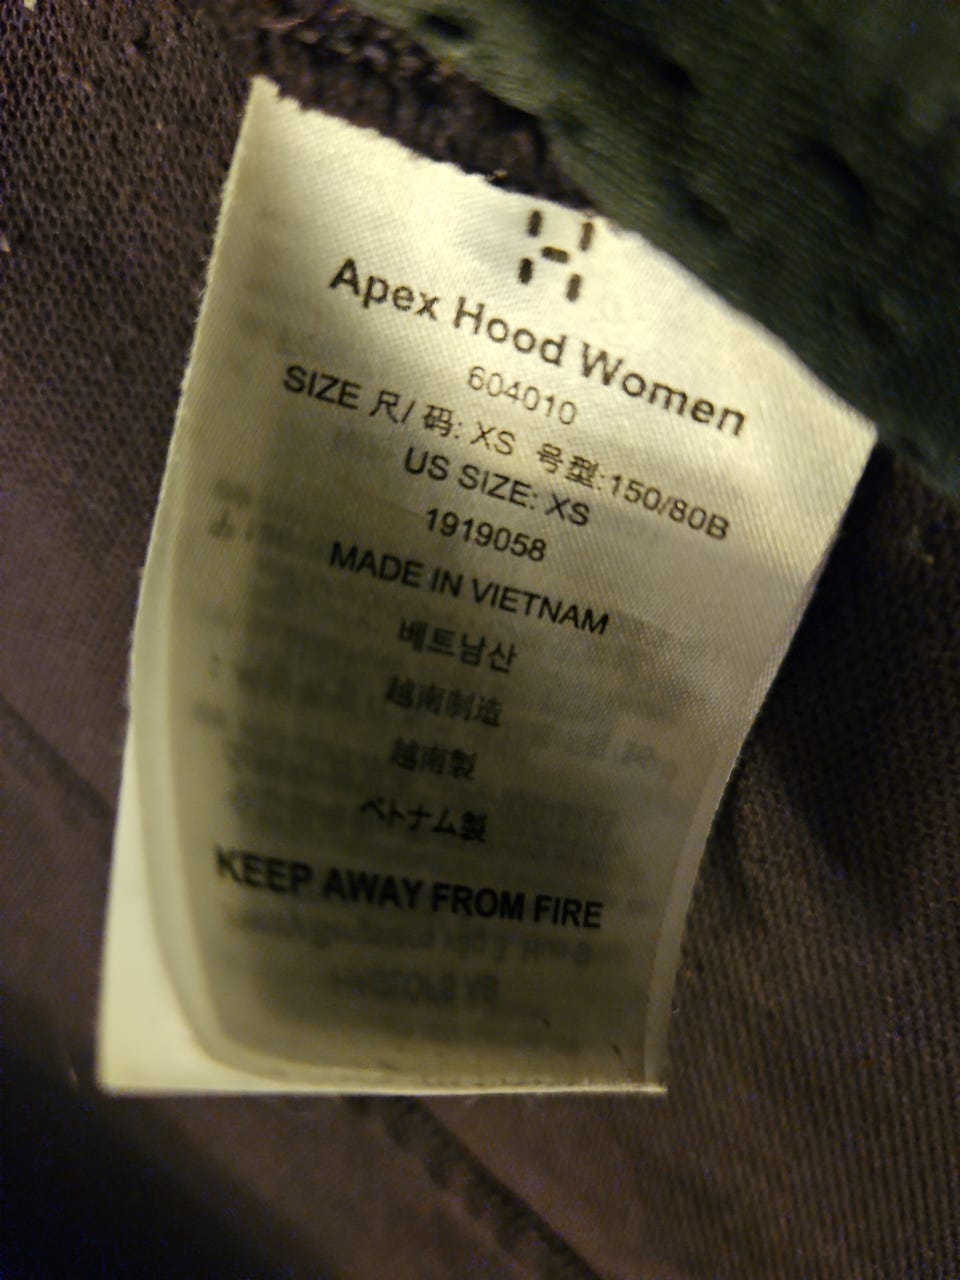 Apex Hood Women
604010
SIZE 尺/ 码: XS 号型:150/80B
US SIZE: XS
1919058
MADE IN VIETNAM
베트남산
越南制造
越南製
ベトナム製
KEEP AWAY FROM FIRE